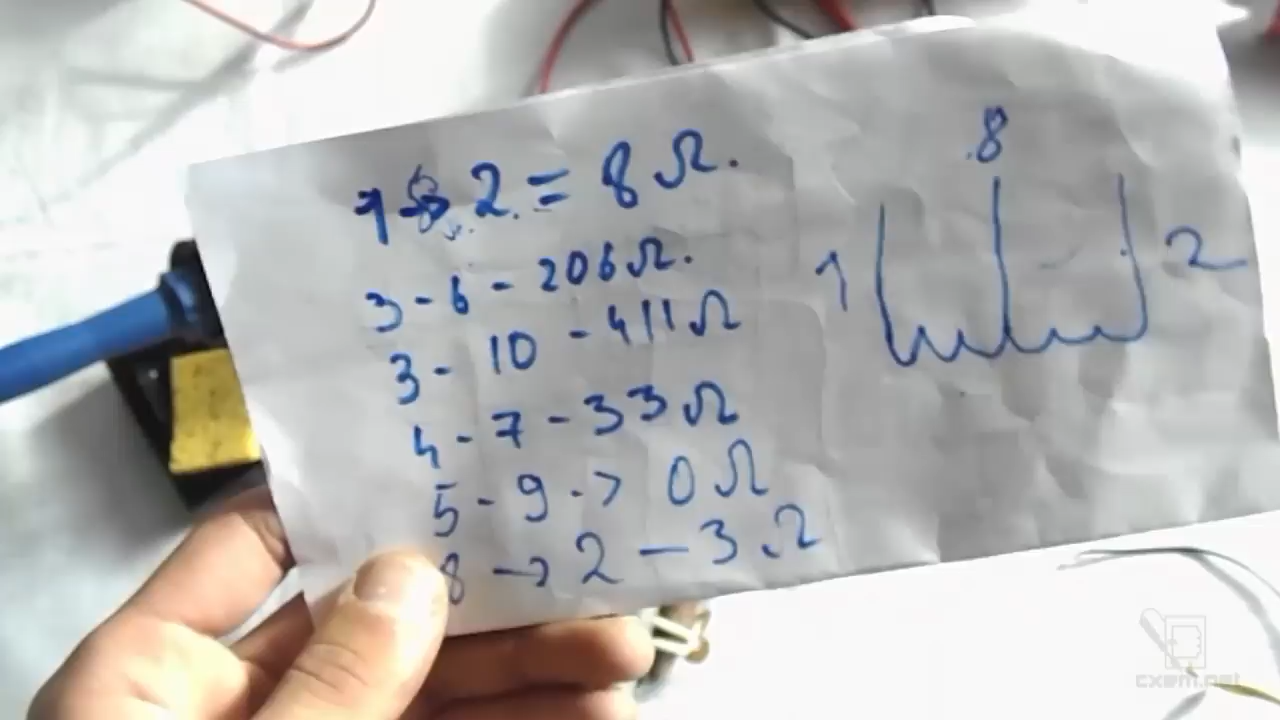 1 → 2. = 8 Ω.
3 - 6 - 206 Ω.
3 - 10 - 411 Ω
4 - 7 - 33 Ω
5 - 9 -> 0 Ω
8 → 2 — 3 Ω
8
1
2
cxem.net